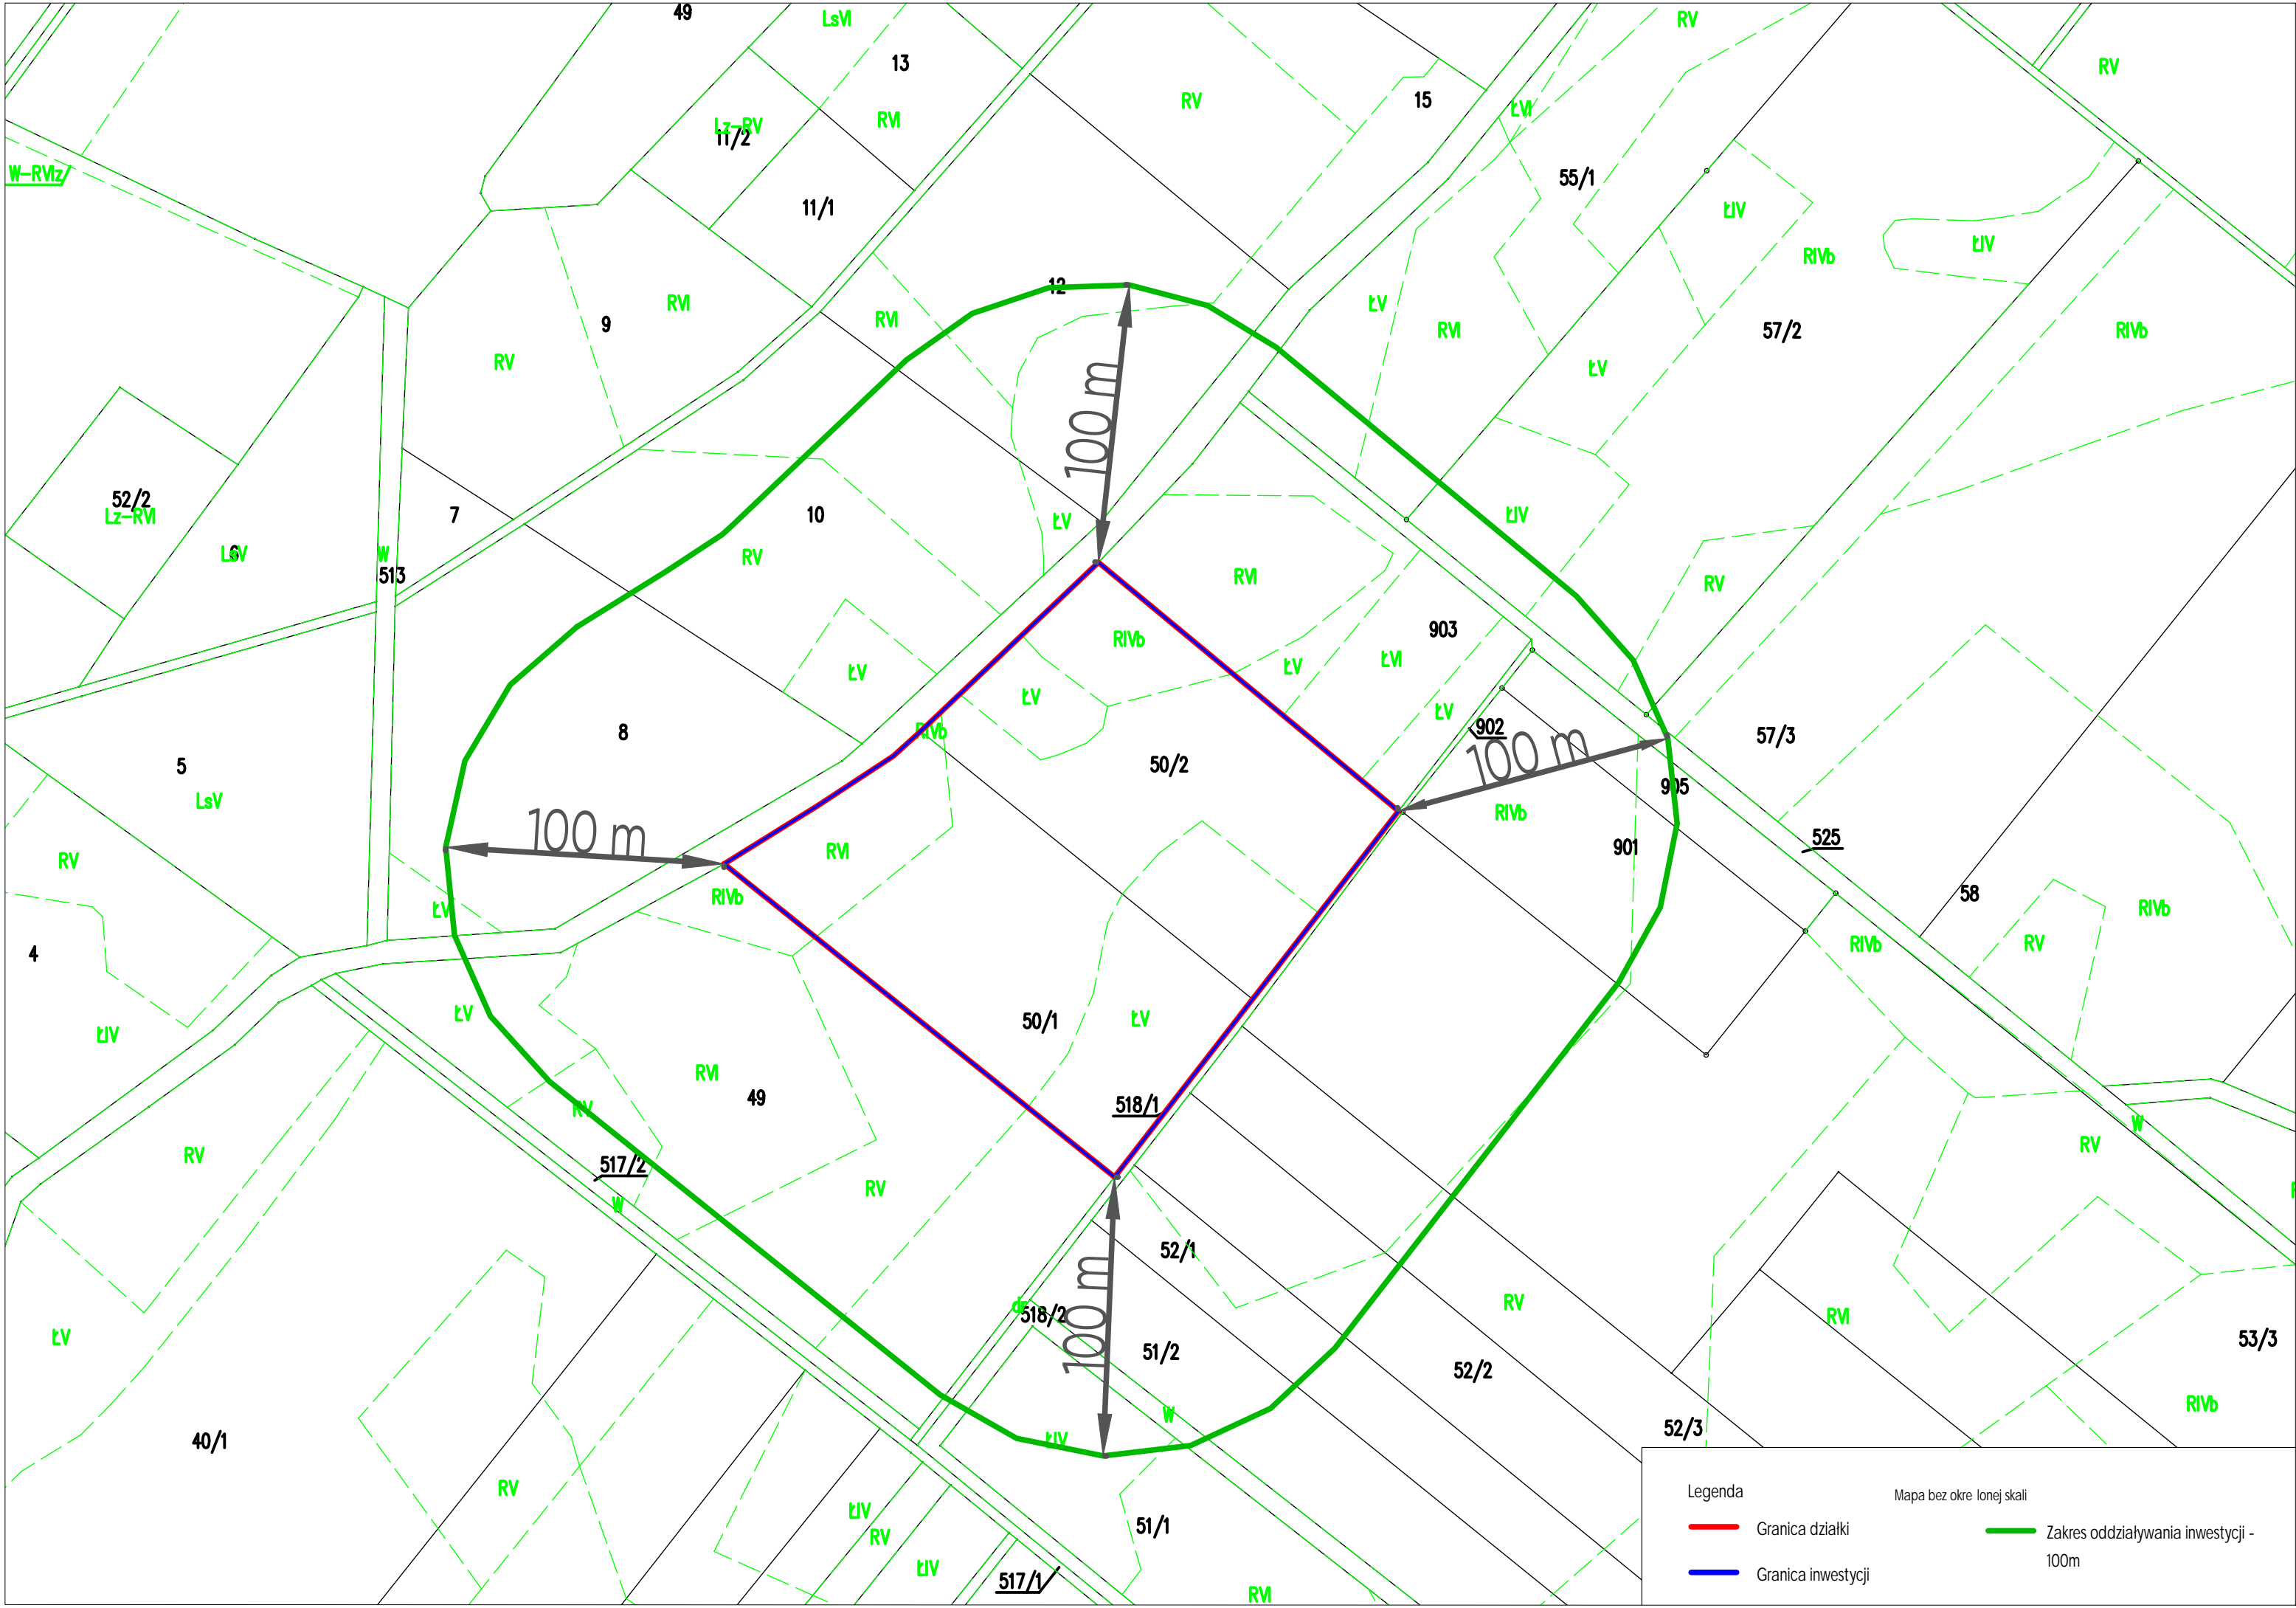 49
LsVI
RV
13
RV
RV
15
ŁVI
RVI
Lz-RV
11/2
W-RVIz
55/1
11/1
ŁIV
ŁIV
RIVb
12
RVI
ŁV
9
RVI
RVI
57/2
RIVb
RV
ŁV
100 m
52/2
Lz-RVI
7
10
ŁV
ŁIV
LsV
W
RV
513
RVI
RV
903
RIVb
ŁVI
ŁV
ŁV
ŁV
ŁV
902
8
RIVb
57/3
5
50/2
100 m
905
LsV
RIVb
100 m
525
901
RV
RVI
RIVb
58
ŁV
RIVb
RV
RIVb
4
ŁV
50/1
ŁV
ŁIV
RVI
49
518/1
RV
W
RV
RV
517/2
RV
W
52/1
100 m
dr
518/2
RV
RVI
ŁV
51/2
53/3
52/2
RIVb
W
52/3
40/1
ŁIV
RV
ŁIV
51/1
RV
ŁIV
517/1
RVI
Legenda
Mapa bez okre lonej skali
Granica działki
Zakres oddziaływania inwestycji -
100m
Granica inwestycji